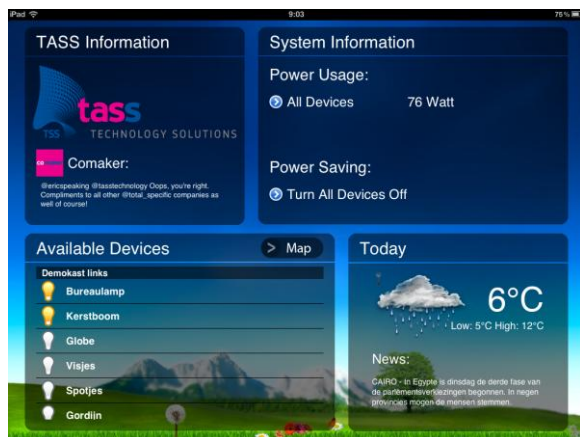 iPad
9:03
76%
TASS Information
System Information
tass
TSS
TECHNOLOGY SOLUTIONS
Power Usage:
All Devices 76 Watt
Comaker:
@ericspeaking @tasstechnology Oops, you're right.
Compliments to all other @total_specific companies as
well of course!
Power Saving:
Turn All Devices Off
Available Devices
> Map
Demokast links
Bureaulamp
Kerstboom
Globe
Visjes
Spotjes
Gordijn
Today
6°C
Low: 5°C High: 12°C
News:
CAIRO - In Egypte is dinsdag de derde fase van
de parlementsverkiezingen begonnen. In negen
provincies mogen de mensen stemmen.